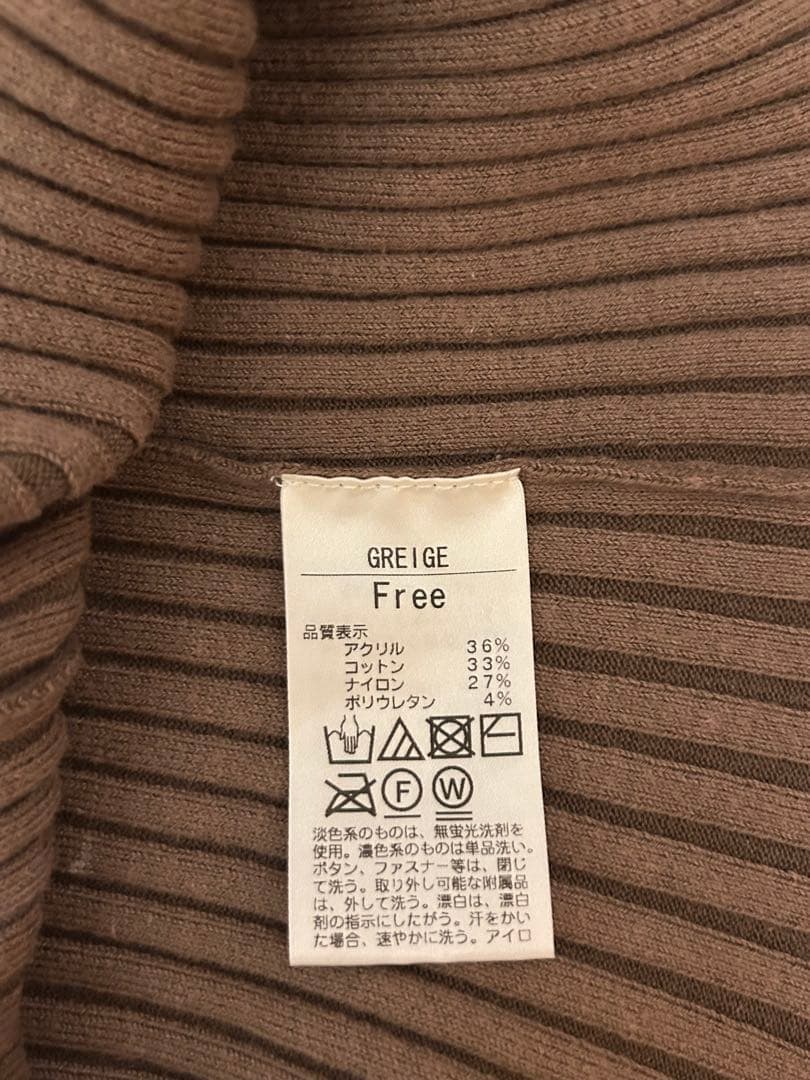 GREIGE
Free
品質表示
アクリル 36%
コットン 33%
ナイロン 27%
ポリウレタン 4%
F W
淡色系のものは、無蛍光洗剤を
使用。濃色系のものは単品洗い。
ボタン、ファスナー等は、閉じ
て洗う。取り外し可能な附属品
は、外して洗う。漂白は、漂白
剤の指示にしたがう。汗をかい
た場合、速やかに洗う。アイロ